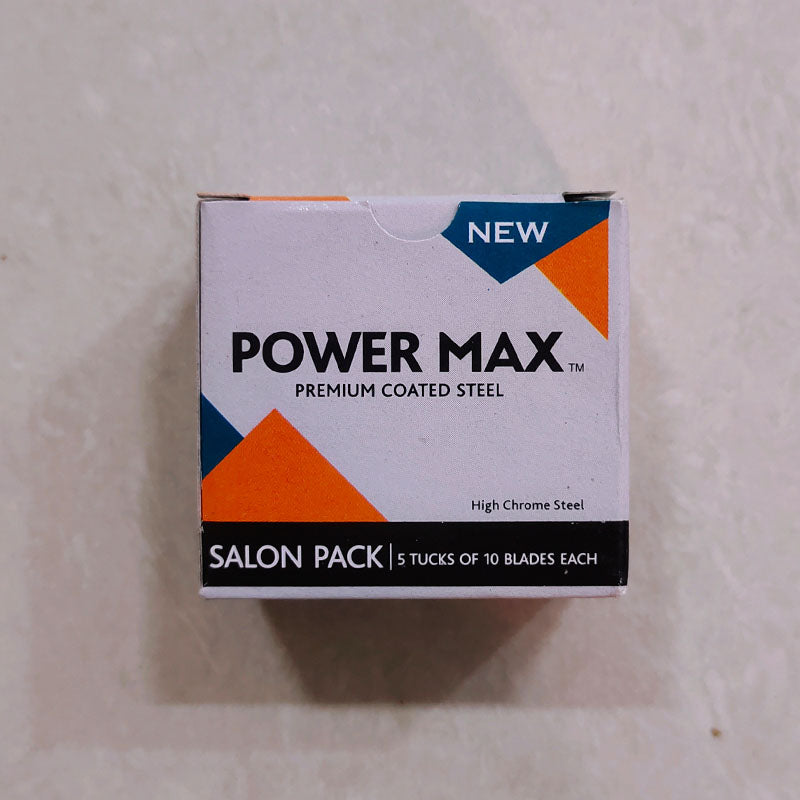 NEW
POWER MAX™
PREMIUM COATED STEEL
High Chrome Steel
SALON PACK | 5 TUCKS OF 10 BLADES EACH